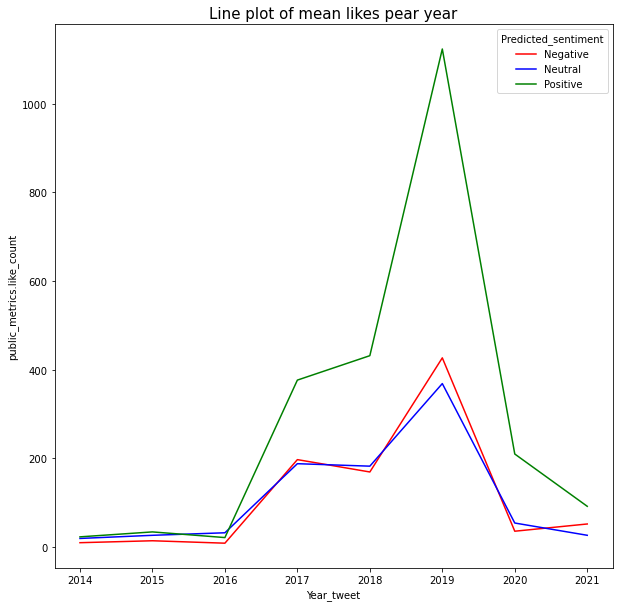 Line plot of mean likes pear year
Predicted_sentiment
Negative
Neutral
Positive
public_metrics.like_count
1000
800
600
400
200
0
2014 2015 2016 2017 2018 2019 2020 2021
Year_tweet